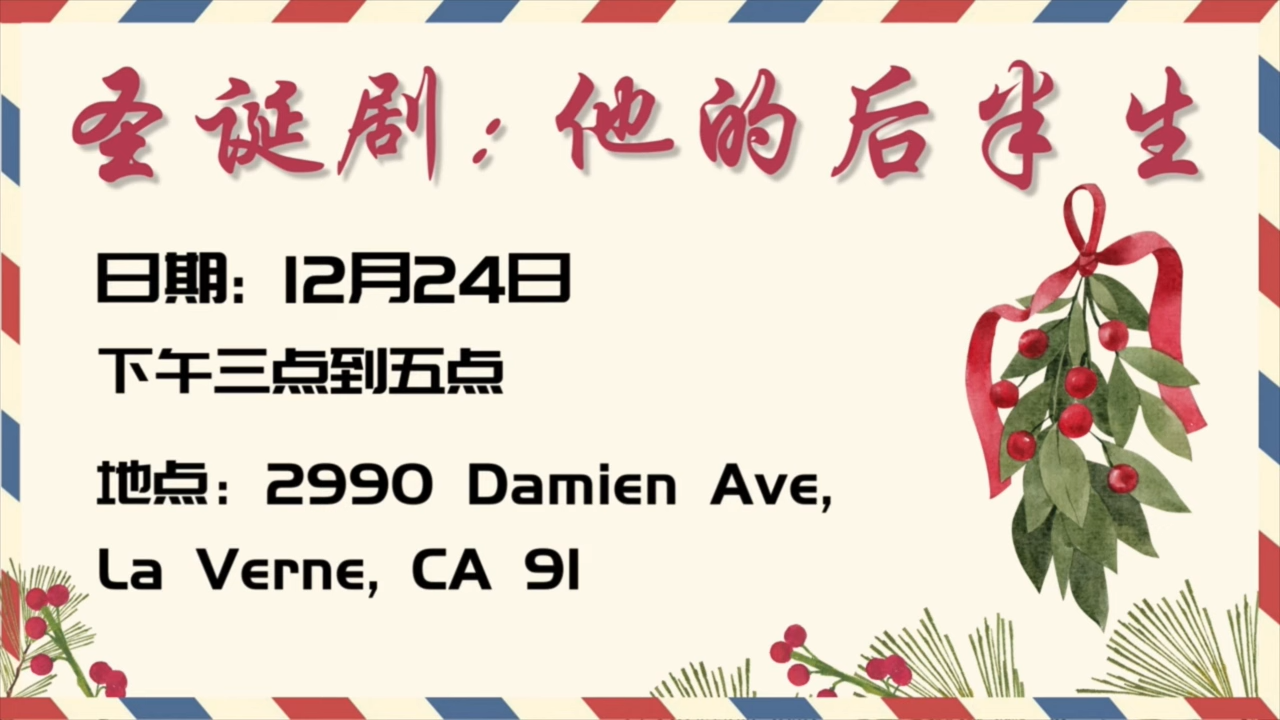 圣诞剧：他的后半生
日期：12月24日
下午三点到五点
地点：2990 Damien Ave,
La Verne, CA 91